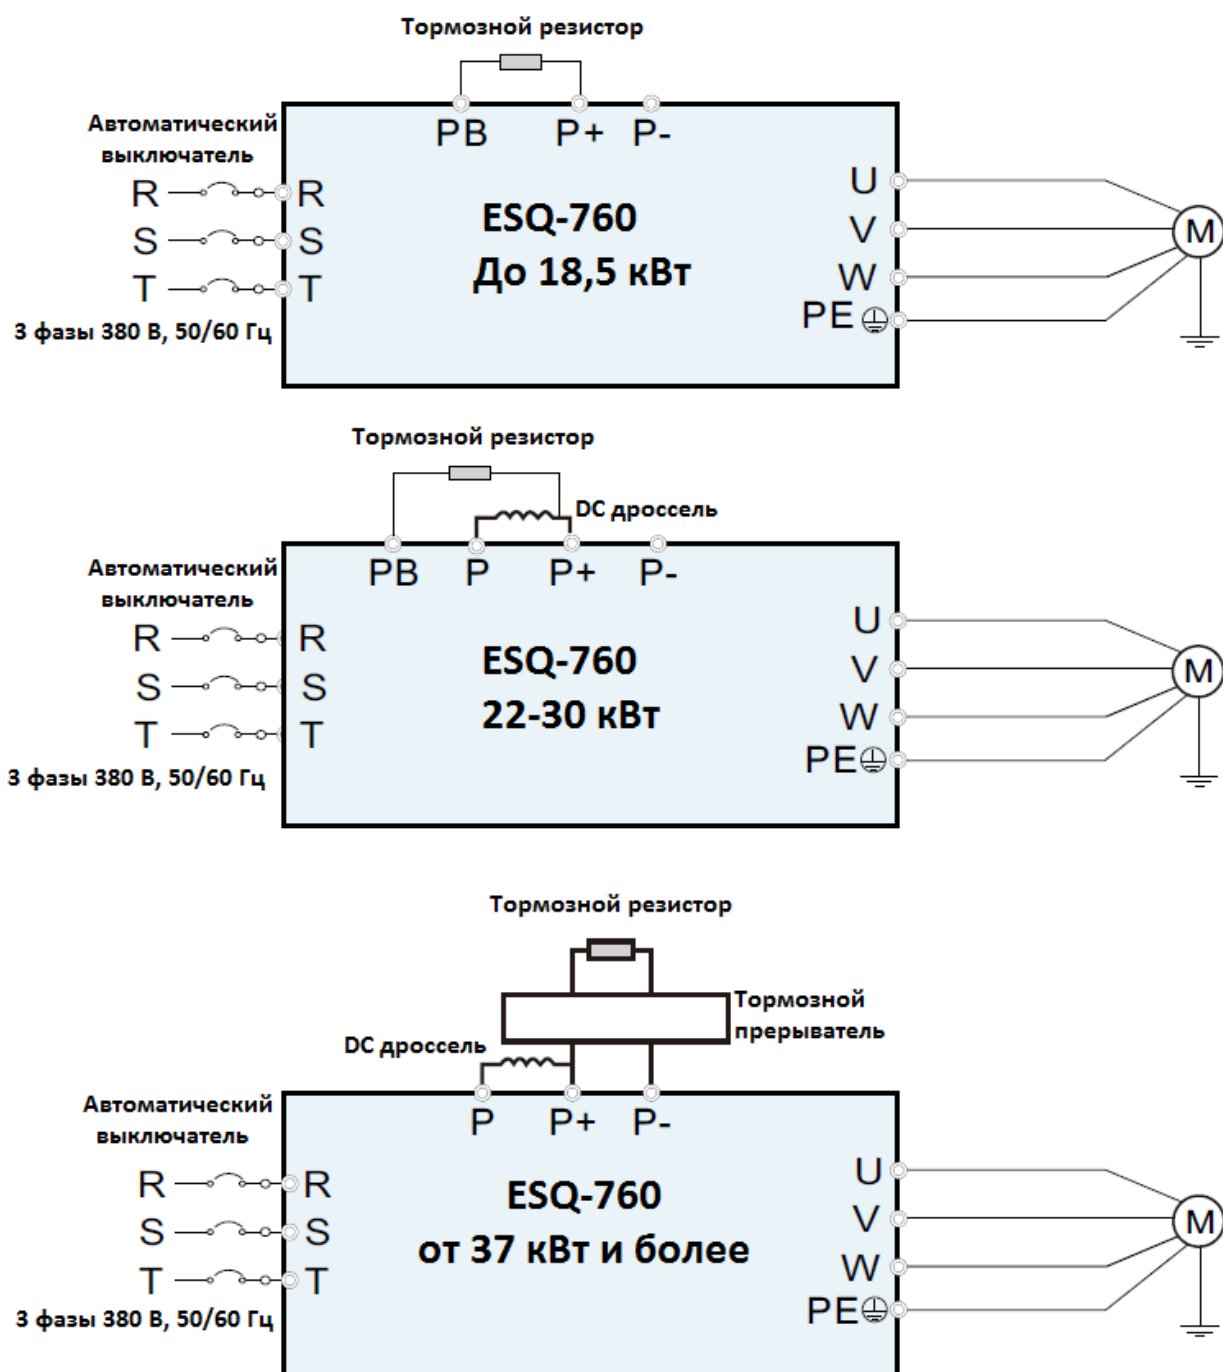 Тормозной резистор
Автоматический
выключатель
PB P+ P-
R R
S S
T T
3 фазы 380 В, 50/60 Гц
ESQ-760
До 18,5 кВт
U
V
W
PE
M
Тормозной резистор
DC дроссель
Автоматический
выключатель
PB P P+ P-
R R
S S
T T
3 фазы 380 В, 50/60 Гц
ESQ-760
22-30 кВт
U
V
W
PE
M
Тормозной резистор
Тормозной
прерыватель
DC дроссель
Автоматический
выключатель
P P+ P-
R R
S S
T T
3 фазы 380 В, 50/60 Гц
ESQ-760
от 37 кВт и более
U
V
W
PE
M